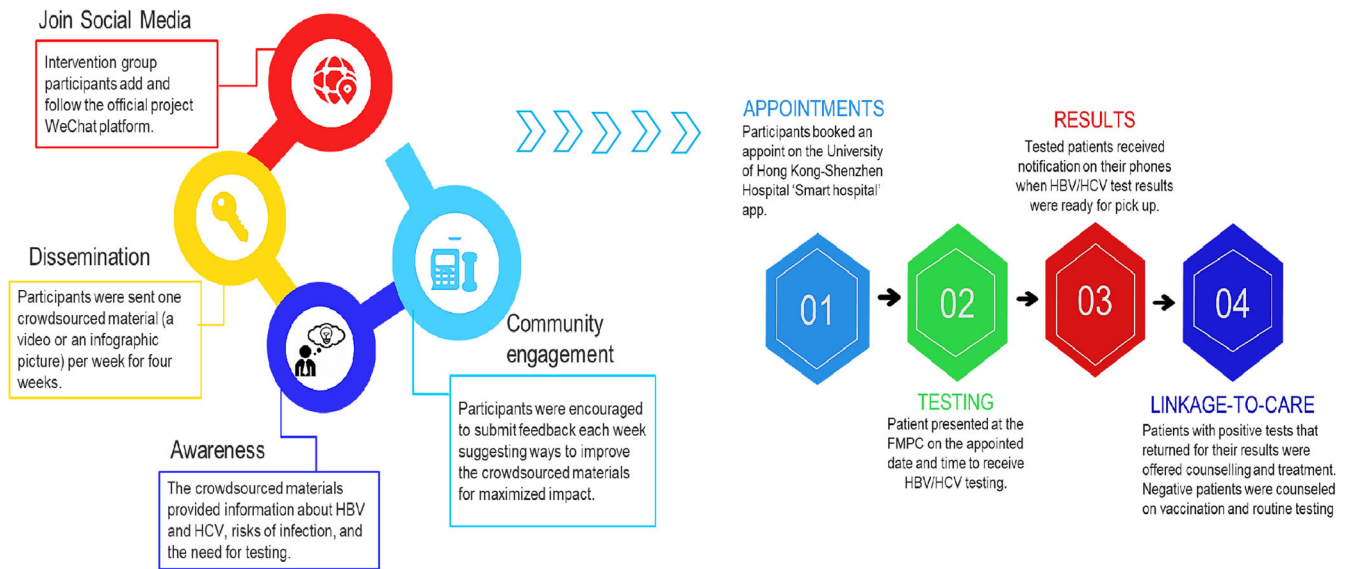 Join Social Media
Intervention group
participants add and
follow the official project
WeChat platform.
Dissemination
Participants were sent one
crowdsourced material (a
video or an infographic
picture) per week for four
weeks.
Awareness
The crowdsourced materials
provided information about HBV
and HCV, risks of infection, and
the need for testing.
Community
engagement
Participants were encouraged
to submit feedback each week
suggesting ways to improve
the crowdsourced materials
for maximized impact.
APPOINTMENTS
Participants booked an
appoint on the University
of Hong Kong-Shenzhen
Hospital ‘Smart hospital’
app.
01
TESTING
Patient presented at the
FMPC on the appointed
date and time to receive
HBV/HCV testing.
02
RESULTS
Tested patients received
notification on their phones
when HBV/HCV test results
were ready for pick up.
03
04
LINKAGE-TO-CARE
Patients with positive tests that
returned for their results were
offered counselling and treatment.
Negative patients were counseled
on vaccination and routine testing